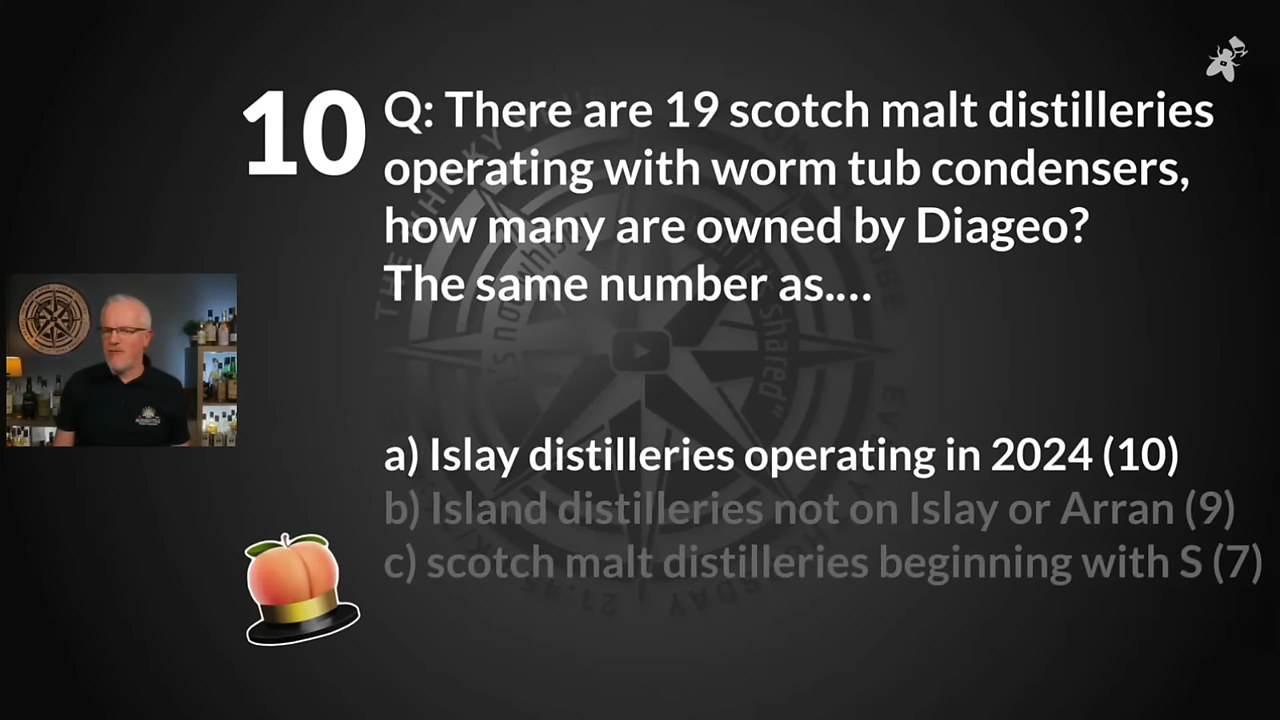 10
Q: There are 19 scotch malt distilleries
operating with worm tub condensers,
how many are owned by Diageo?
The same number as....
a) Islay distilleries operating in 2024 (10)
b) Island distilleries not on Islay or Arran (9)
c) scotch malt distilleries beginning with S (7)